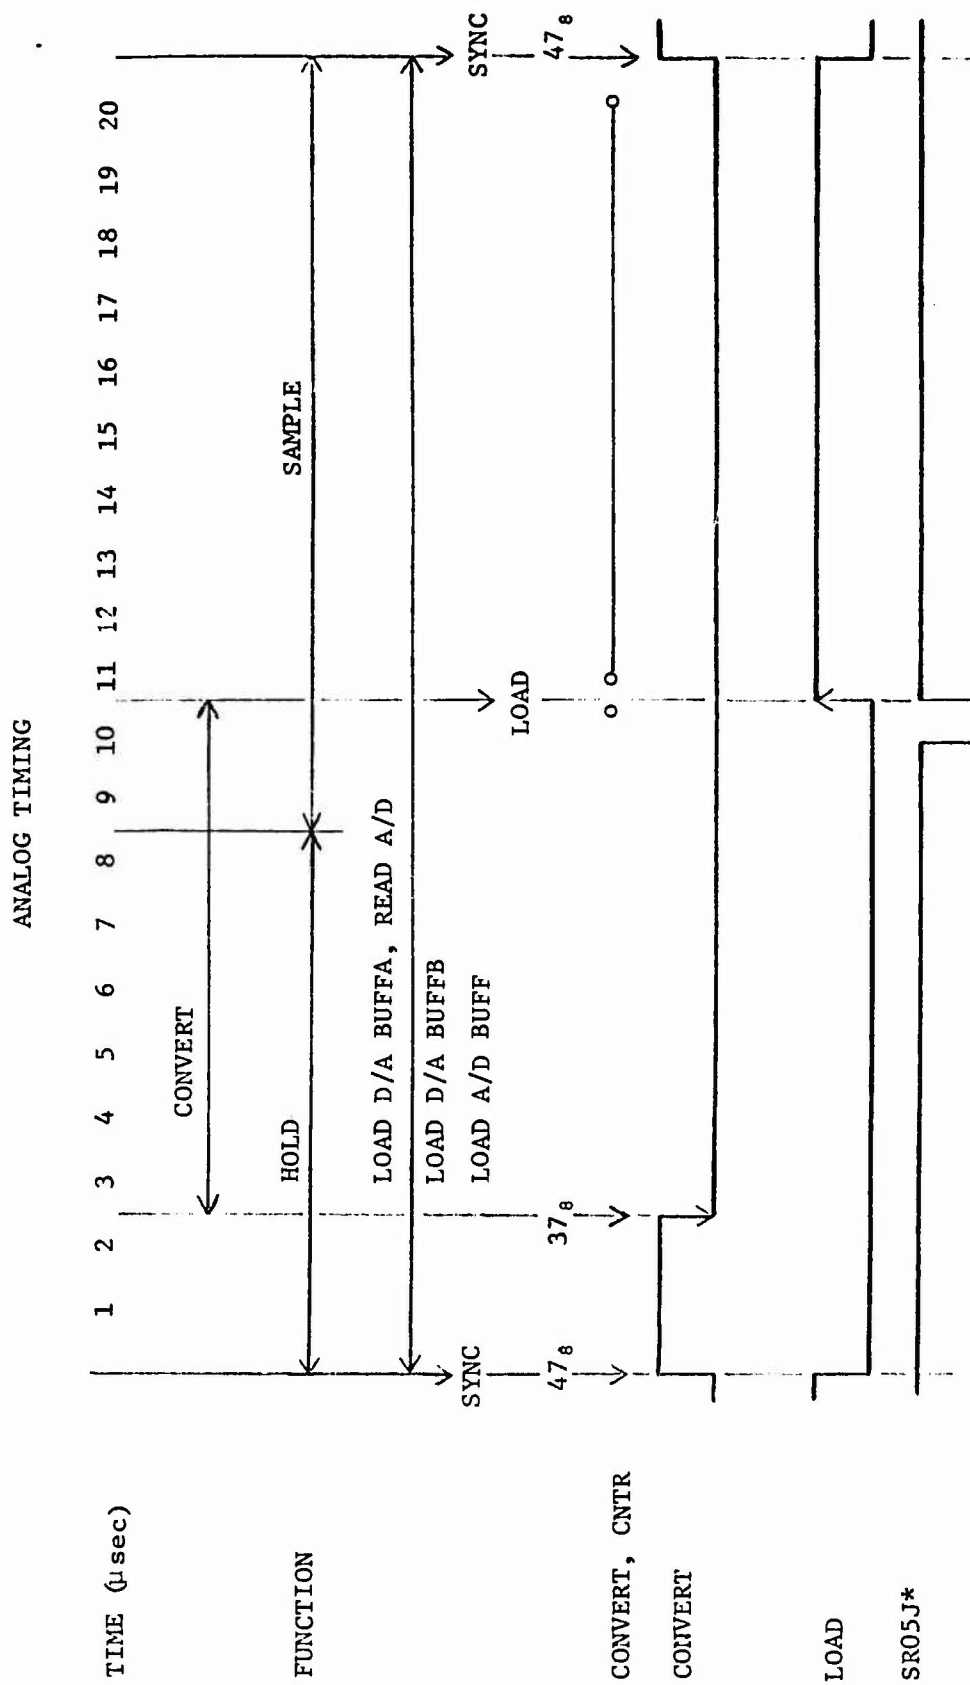 ANALOG TIMING
TIME (μsec) 1 2 3 4 5 6 7 8 9 10 11 12 13 14 15 16 17 18 19 20
CONVERT
FUNCTION
HOLD
SAMPLE
LOAD D/A BUFFA, READ A/D
LOAD D/A BUFFB
LOAD A/D BUFF
SYNC
LOAD
SYNC
47₈
37₈
47₈
CONVERT, CNTR
CONVERT
LOAD
SR05J*